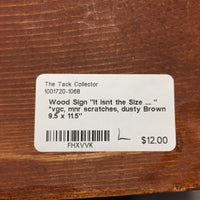 The Tack Collector
1001720-1068
Wood Sign "It isnt the Size .... "
*vgc, mnr scratches, dusty Brown
9.5 x 11.5"
$12.00
FHXVVK
L